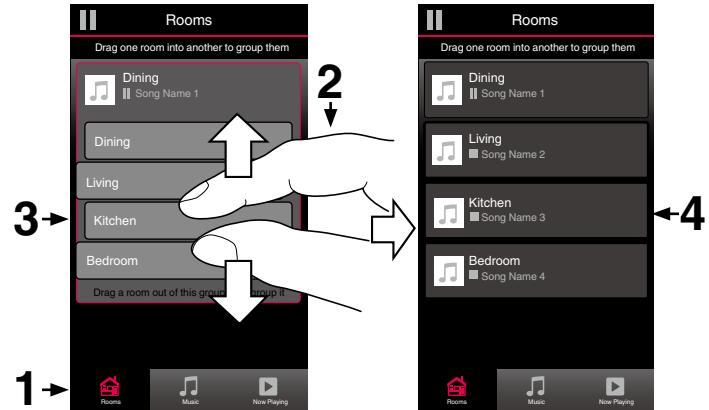 Rooms
Drag one room into another to group them
Dining
Song Name 1
2
Dining
Living
3
Kitchen
Bedroom
Drag a room out of this group group it
1
Rooms
Music
Now Playing
Rooms
Drag one room into another to group them
Dining
Song Name 1
Living
Song Name 2
Kitchen
Song Name 3
4
Bedroom
Song Name 4
Rooms
Music
Now Playing